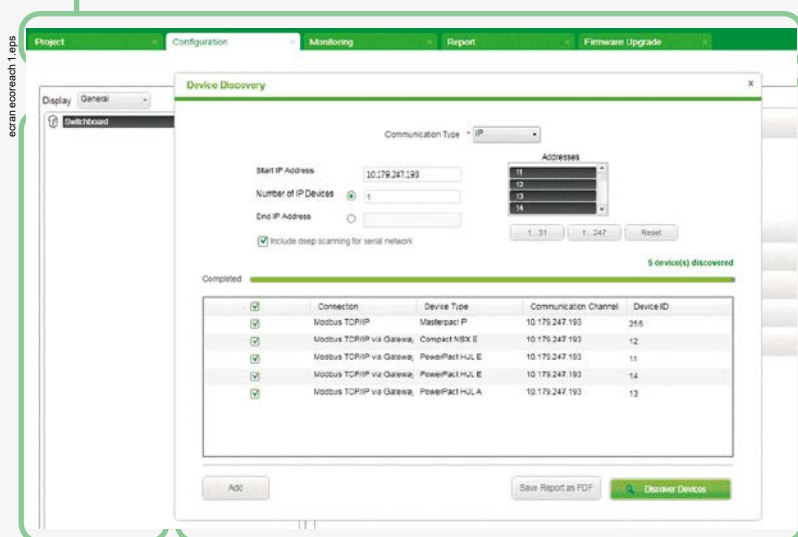 ecran ecoreach 1.eps
Project Configuration Monitoring Report Firmware Upgrade
Device Discovery x
Display General
Switchboard
Communication Type * IP
Addresses
Start IP Address 10.179.247.193 11
12
Number of IP Devices 1 13
14
End IP Address
1...31 1...247 Reset
Include deep scanning for serial network
5 device(s) discovered
Completed
Connection Device Type Communication Channel Device ID
Modbus TCP/IP Masterpact P 10.179.247.193 255
Modbus TCP/IP via Gateway Compact NSX E 10.179.247.193 12
Modbus TCP/IP via Gateway PowerPact HJL E 10.179.247.193 11
Modbus TCP/IP via Gateway PowerPact HJL E 10.179.247.193 14
Modbus TCP/IP via Gateway PowerPact HJL A 10.179.247.193 13
Add Save Report as PDF Discover Devices